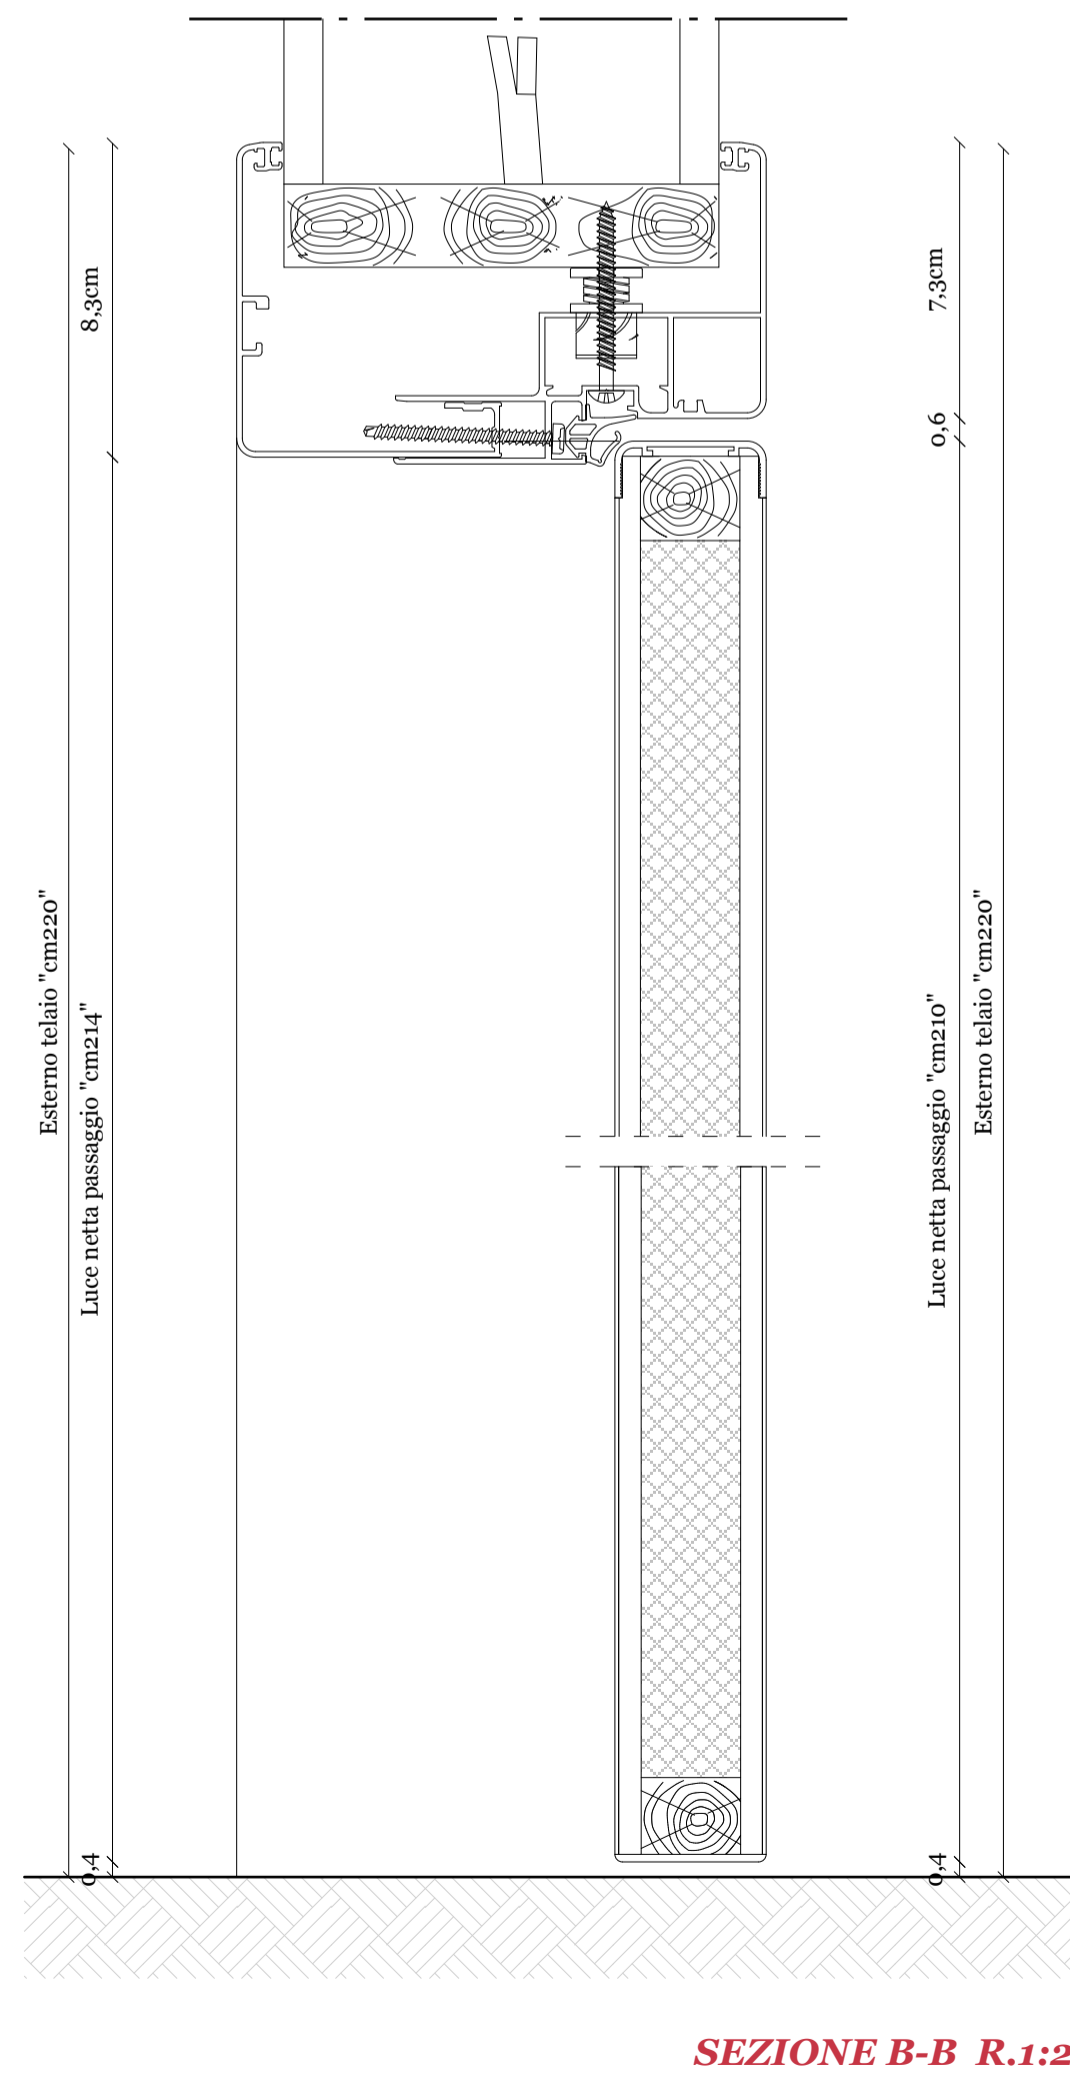 8,3cm
Esterno telaio "cm220"
Luce netta passaggio "cm214"
0,4
7,3cm
0,6
Luce netta passaggio "cm210"
Esterno telaio "cm220"
0,4
SEZIONE B-B R.1:2